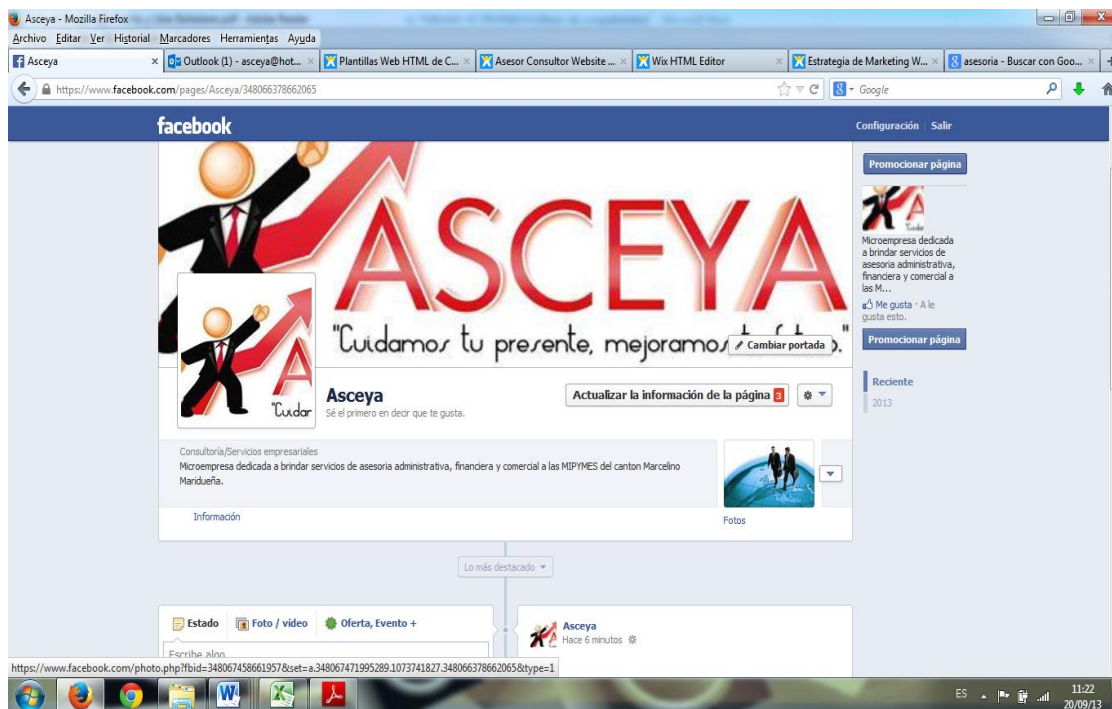 Asceya - Mozilla Firefox
Archivo Editar Ver Historial Marcadores Herramientas Ayuda
Asceya
Outlook (1) - asceya@hot...
Plantillas Web HTML de C...
Asesor Consultor Website ...
Wix HTML Editor
Estrategia de Marketing W...
asesoria - Buscar con Goo...
https://www.facebook.com/pages/Asceya/348066378662065
Google
facebook
Configuración Salir
ASCEYA
"Cuidamos tu presente, mejoramos
Cambiar portada
"Cuidar
Asceya
Sé el primero en decir que te gusta.
Actualizar la información de la página 3
Consultoría/Servicios empresariales
Microempresa dedicada a brindar servicios de asesoria administrativa, financiera y comercial a las MIPYMES del canton Marcelino
Maridueña.
Información
Fotos
Promocionar página
Microempresa dedicada
a brindar servicios de
asesoria administrativa,
financiera y comercial a
las M...
Me gusta · A le
gusta esto.
Promocionar página
Reciente
2013
Lo más destacado
Estado Foto / vídeo Oferta, Evento +
Escribe algo
Asceya
Hace 6 minutos
https://www.facebook.com/photo.php?fbid=348067458661957&set=a.348067471995289.1073741827.348066378662065&type=1
ES
11:22
20/09/13